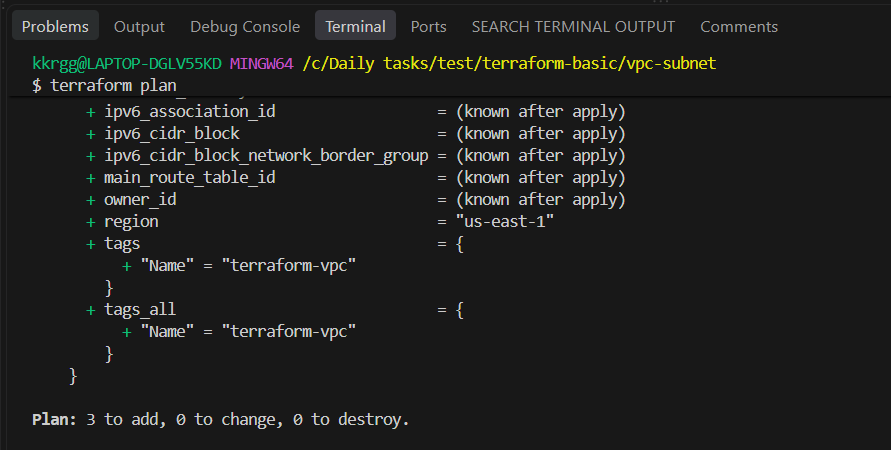 Problems Output Debug Console Terminal Ports SEARCH TERMINAL OUTPUT Comments
kkrgg@LAPTOP-DGLV55KD MINGW64 /c/Daily tasks/test/terraform-basic/vpc-subnet
$ terraform plan
+ ipv6_association_id = (known after apply)
+ ipv6_cidr_block = (known after apply)
+ ipv6_cidr_block_network_border_group = (known after apply)
+ main_route_table_id = (known after apply)
+ owner_id = (known after apply)
+ region = "us-east-1"
+ tags = {
+ "Name" = "terraform-vpc"
}
+ tags_all = {
+ "Name" = "terraform-vpc"
}
}
Plan: 3 to add, 0 to change, 0 to destroy.